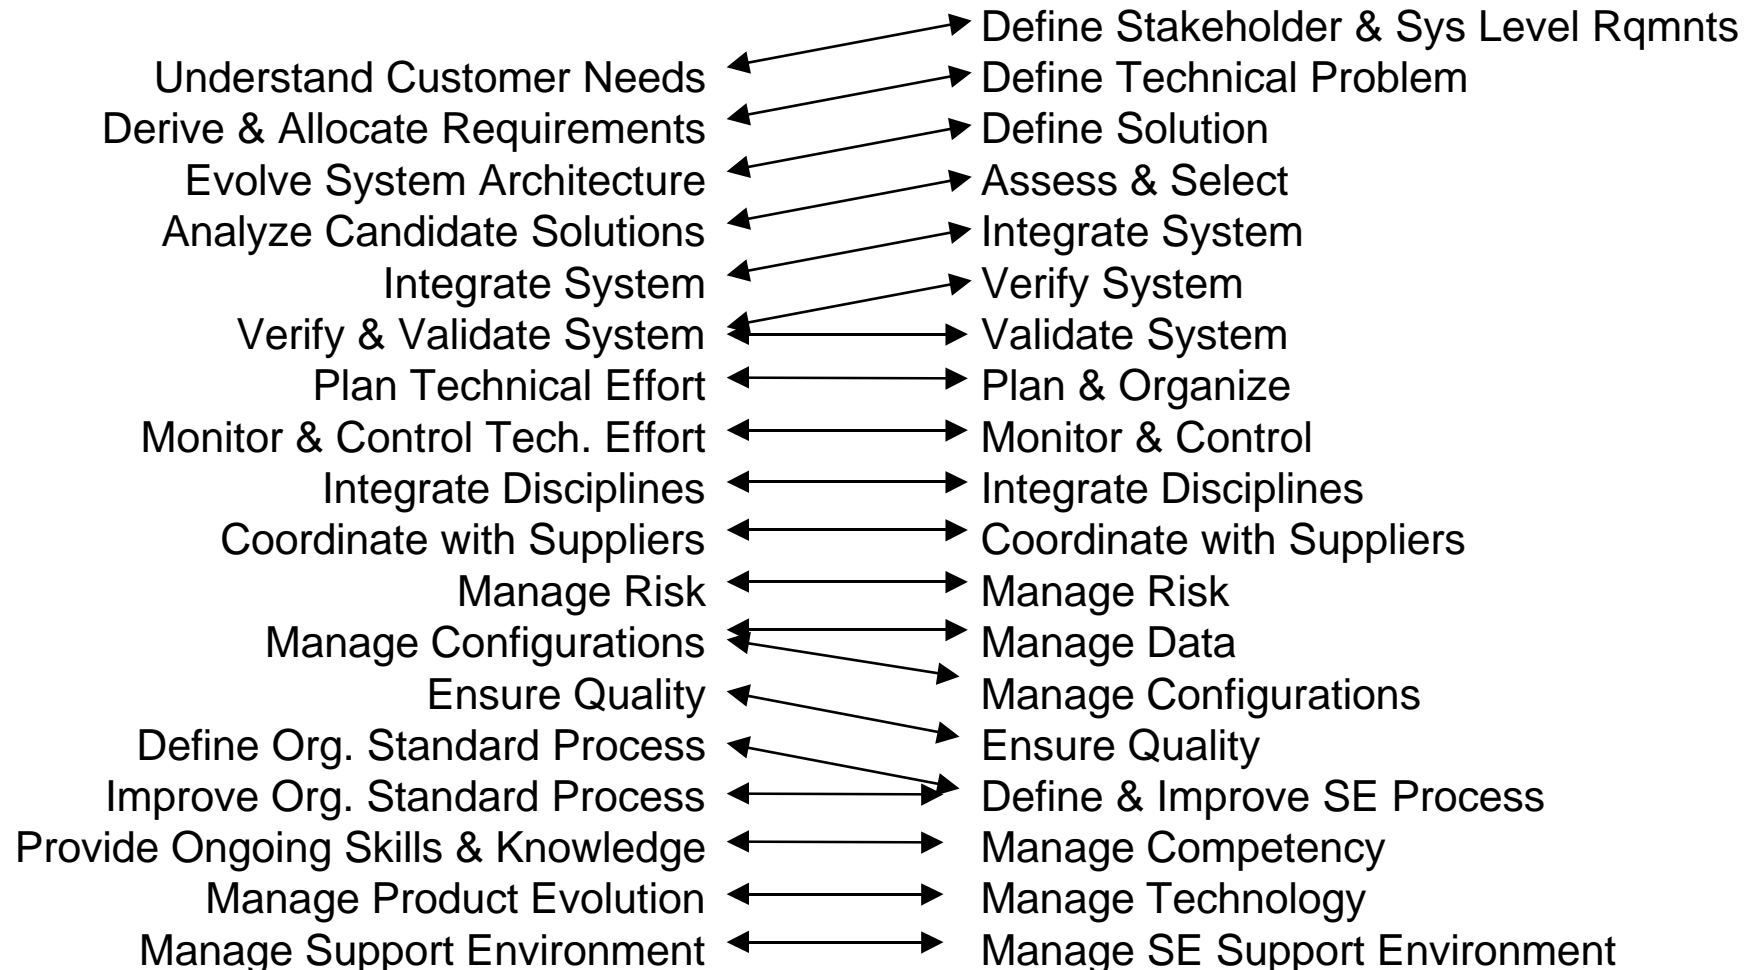 Define Stakeholder & Sys Level Rqmnts
Understand Customer Needs
Define Technical Problem
Derive & Allocate Requirements
Define Solution
Evolve System Architecture
Assess & Select
Analyze Candidate Solutions
Integrate System
Integrate System
Verify System
Verify & Validate System
Validate System
Plan Technical Effort
Plan & Organize
Monitor & Control Tech. Effort
Monitor & Control
Integrate Disciplines
Integrate Disciplines
Coordinate with Suppliers
Coordinate with Suppliers
Manage Risk
Manage Risk
Manage Configurations
Manage Data
Ensure Quality
Manage Configurations
Define Org. Standard Process
Ensure Quality
Improve Org. Standard Process
Define & Improve SE Process
Provide Ongoing Skills & Knowledge
Manage Competency
Manage Product Evolution
Manage Technology
Manage Support Environment
Manage SE Support Environment